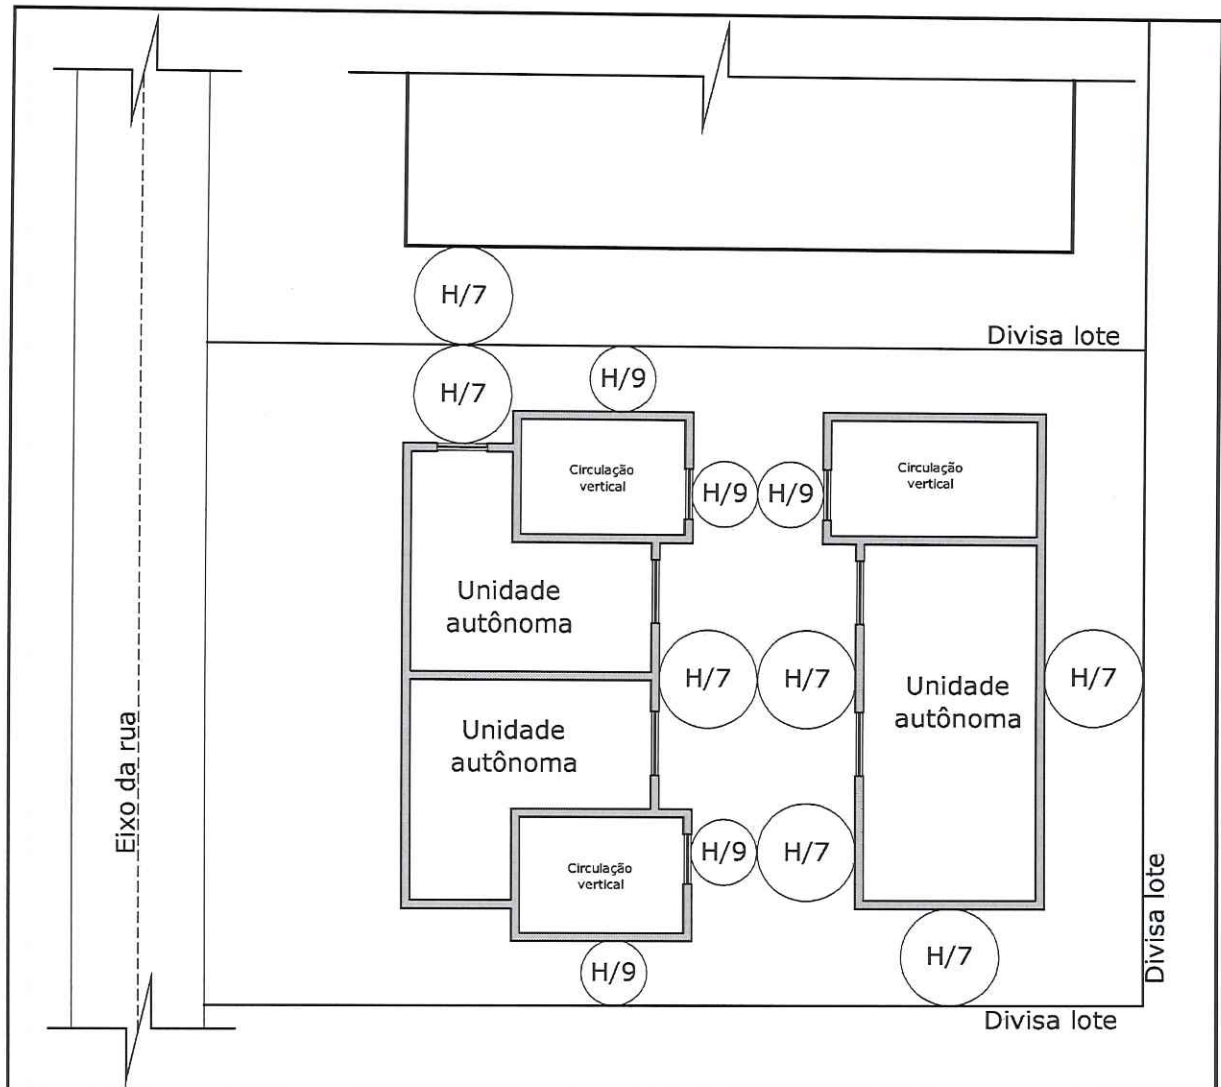 H/7
Divisa lote
H/9
H/7
Circulação
vertical
H/9
H/9
Circulação
vertical
Unidade
autônoma
H/7
H/7
Unidade
autônoma
H/7
Unidade
autônoma
Eixo da rua
H/9
H/7
Circulação
vertical
Divisa lote
H/7
H/9
Divisa lote